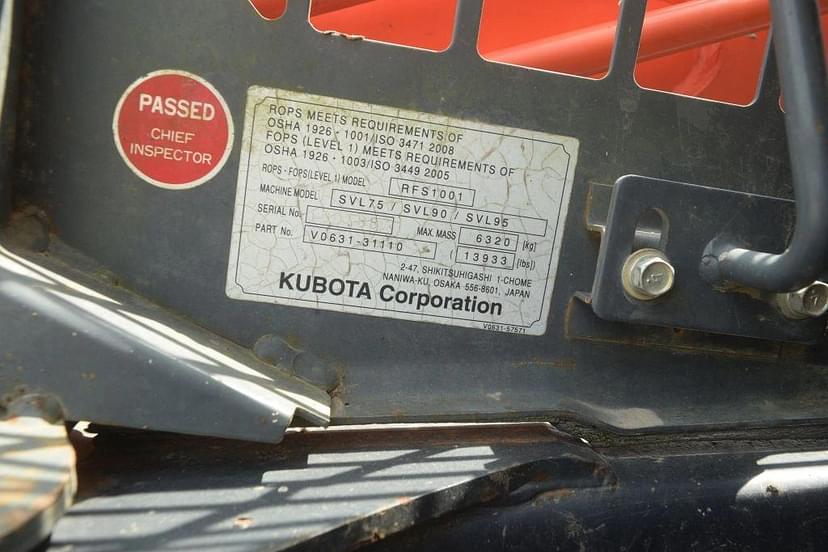 PASSED
CHIEF
INSPECTOR
ROPS MEETS REQUIREMENTS OF
OSHA 1926・1001/ISO 3471 2008
FOPS (LEVEL 1) MEETS REQUIREMENTS OF
OSHA 1926・1003/ISO 3449 2005
ROPS・FOPS(LEVEL 1) MODEL RFS1001
MACHINE MODEL SVL75 / SVL90 / SVL95
SERIAL No. MAX. MASS 6320 [kg]
PART No. V0631-31110 ( 13933 [lbs])
2-47, SHIKITSUHIGASHI 1-CHOME
NANIWA-KU, OSAKA 556-8601, JAPAN
KUBOTA Corporation
V0631-57571